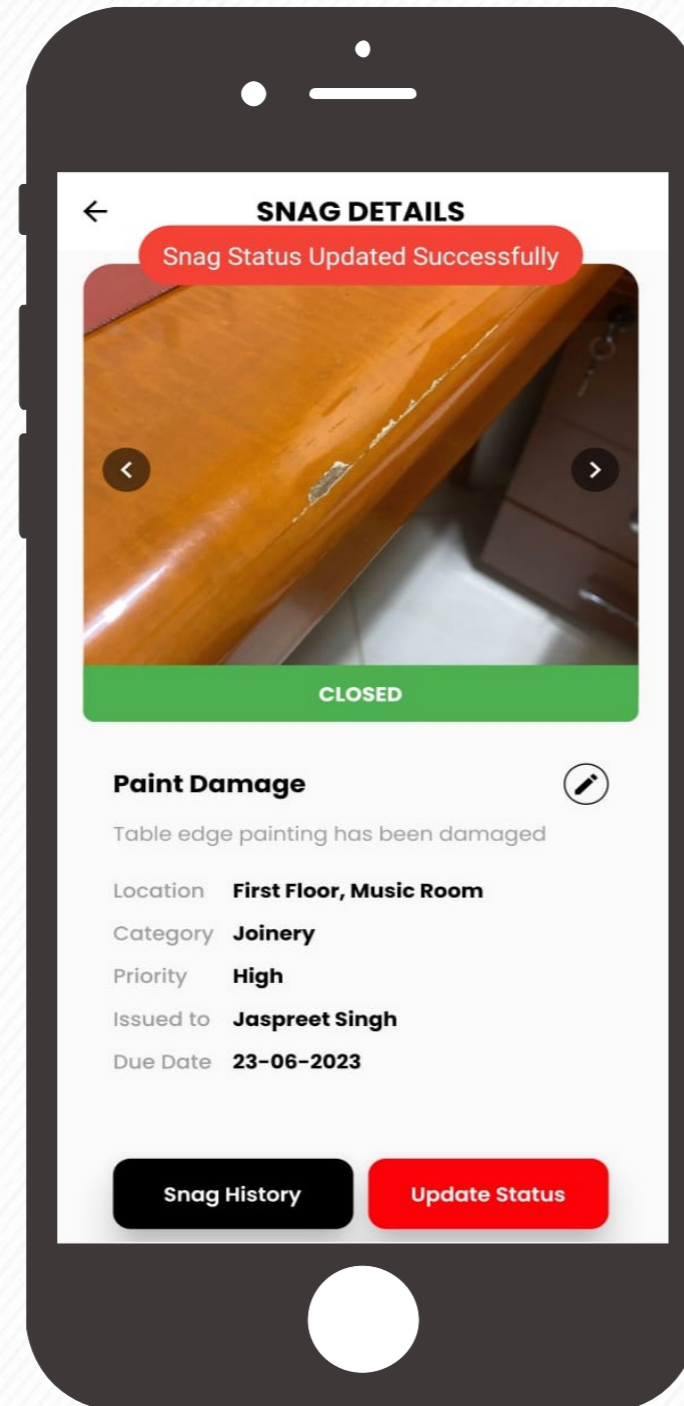 SNAG DETAILS
Snag Status Updated Successfully
CLOSED
Paint Damage
Table edge painting has been damaged
Location First Floor, Music Room
Category Joinery
Priority High
Issued to Jaspreet Singh
Due Date 23-06-2023
Snag History Update Status